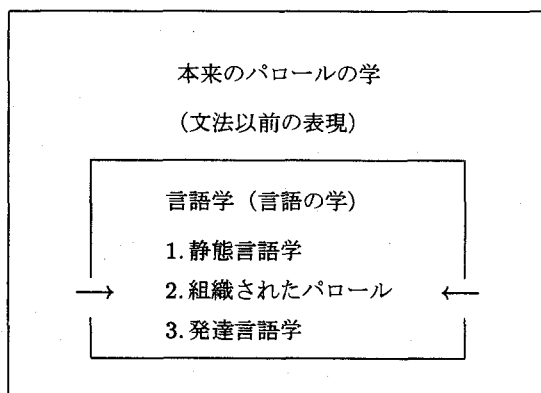 本来のパロールの学
(文法以前の表現)
言語学 (言語の学)
1.静態言語学
2.組織されたパロール
3.発達言語学